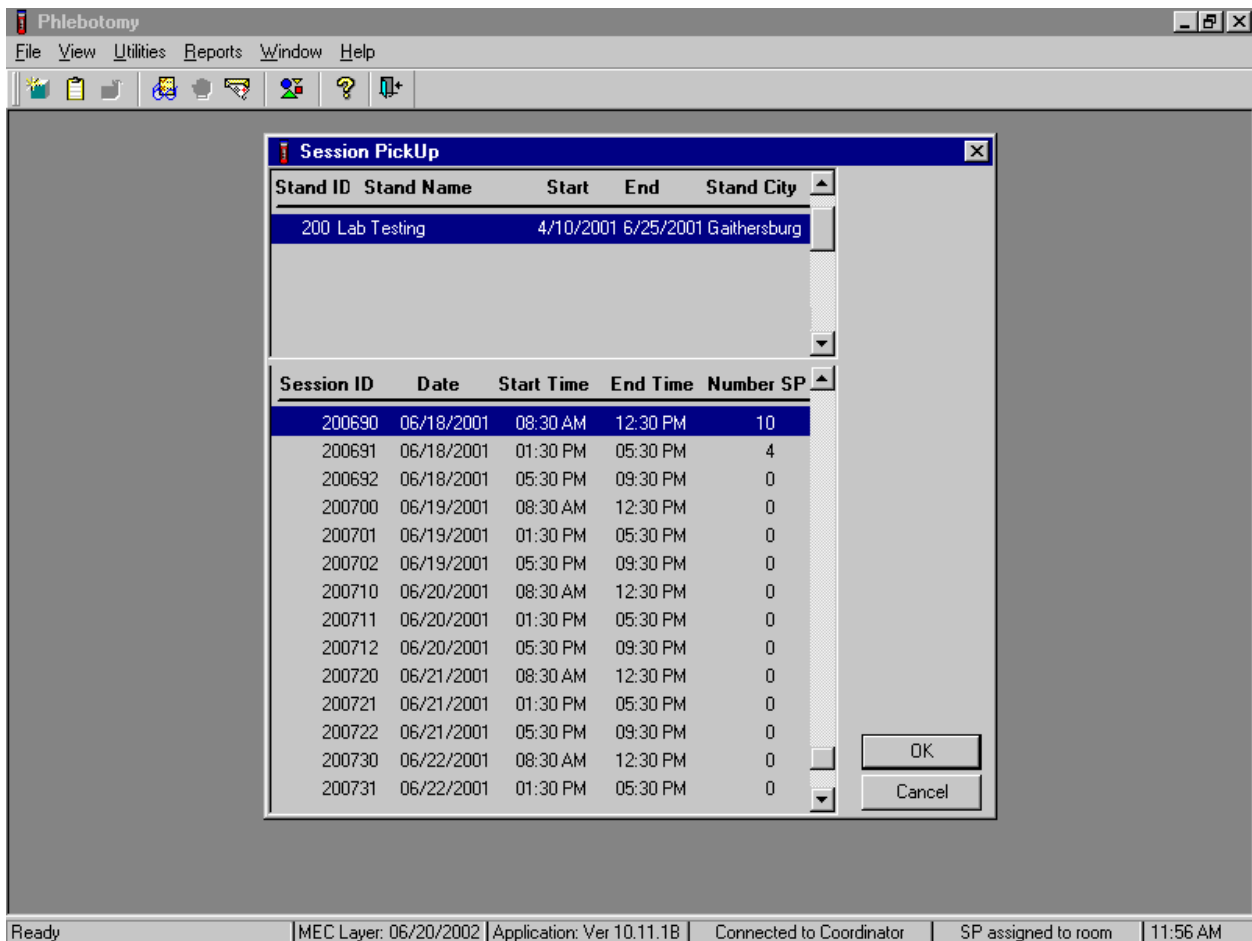 Phlebotomy
File View Utilities Reports Window Help
Session PickUp
Stand ID Stand Name Start End Stand City
200 Lab Testing 4/10/2001 6/25/2001 Gaithersburg
Session ID Date Start Time End Time Number SP
200690 06/18/2001 08:30 AM 12:30 PM 10
200691 06/18/2001 01:30 PM 05:30 PM 4
200692 06/18/2001 05:30 PM 09:30 PM 0
200700 06/19/2001 08:30 AM 12:30 PM 0
200701 06/19/2001 01:30 PM 05:30 PM 0
200702 06/19/2001 05:30 PM 09:30 PM 0
200710 06/20/2001 08:30 AM 12:30 PM 0
200711 06/20/2001 01:30 PM 05:30 PM 0
200712 06/20/2001 05:30 PM 09:30 PM 0
200720 06/21/2001 08:30 AM 12:30 PM 0
200721 06/21/2001 01:30 PM 05:30 PM 0
200722 06/21/2001 05:30 PM 09:30 PM 0
200730 06/22/2001 08:30 AM 12:30 PM 0
200731 06/22/2001 01:30 PM 05:30 PM 0
OK
Cancel
Ready MEC Layer: 06/20/2002 Application: Ver 10.11.1B Connected to Coordinator SP assigned to room 11:56 AM